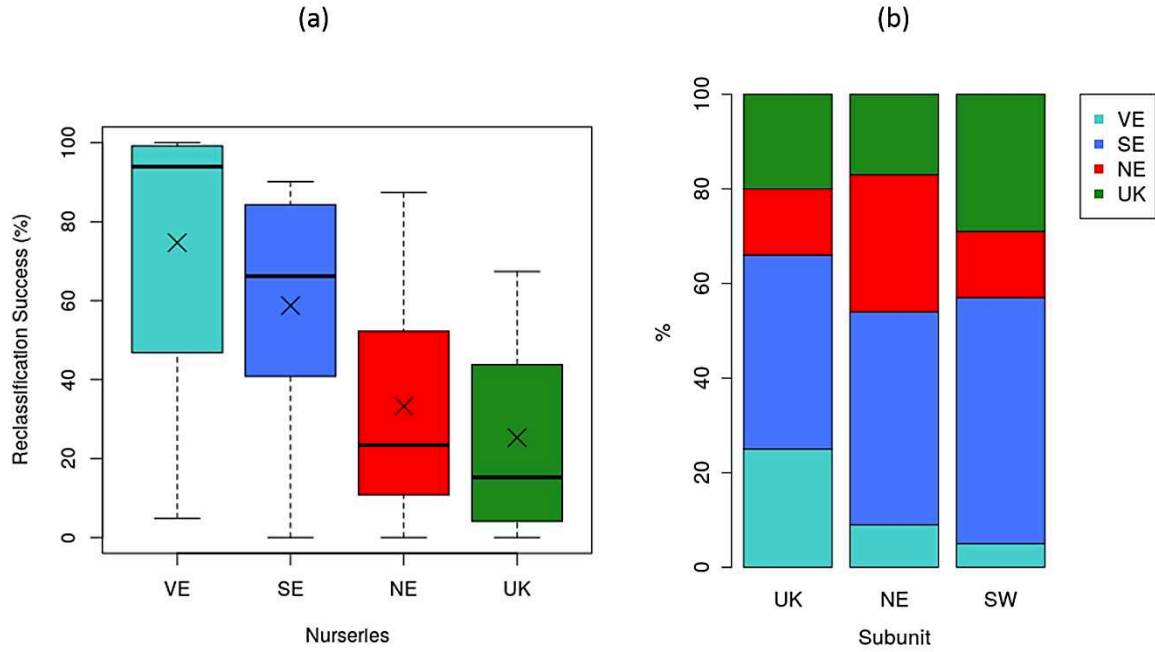 (a)
(b)
Reclassification Success (%)
100
80
60
40
20
0
VE
SE
NE
UK
Nurseries
%
100
80
60
40
20
0
UK
NE
SW
Subunit
VE
SE
NE
UK